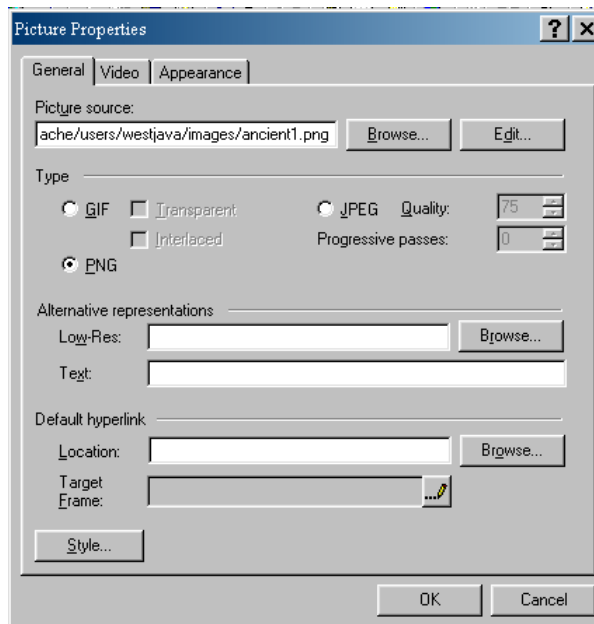 Picture Properties
General Video Appearance
Picture source:
ache/users/westjava/images/ancient1.png Browse... Edit...
Type
GIF Transparent JPEG Quality: 75
Interlaced Progressive passes: 0
PNG
Alternative representations
Low-Res: Browse...
Text:
Default hyperlink
Location: Browse...
Target
Frame: ...
Style...
OK Cancel